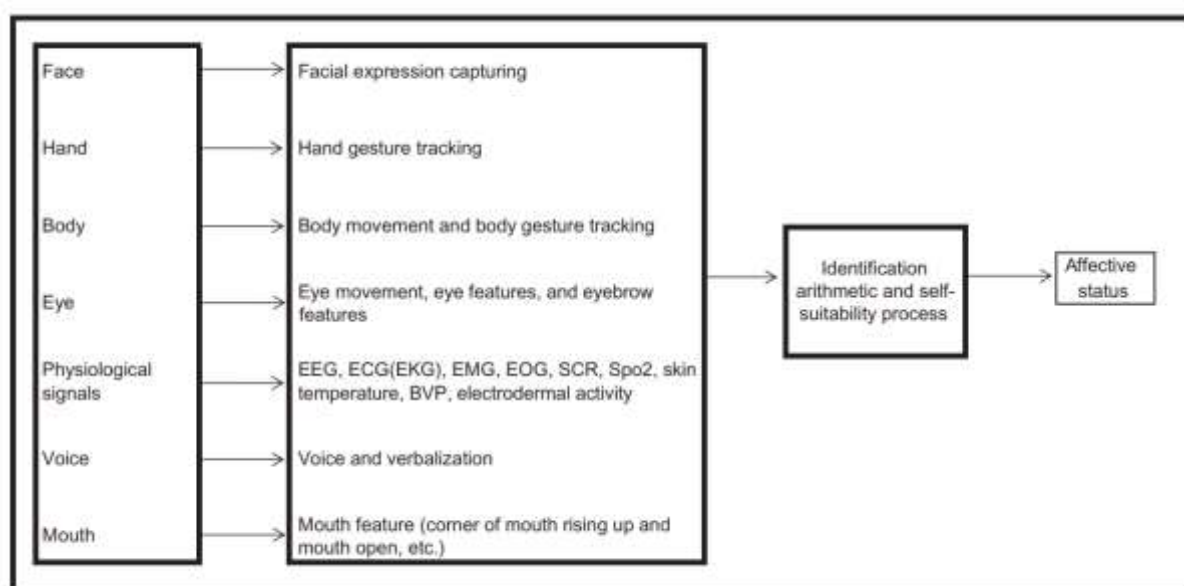 Face
Facial expression capturing
Hand
Hand gesture tracking
Body
Body movement and body gesture tracking
Eye
Eye movement, eye features, and eyebrow
features
Physiological
signals
EEG, ECG(EKG), EMG, EOG, SCR, Spo2, skin
temperature, BVP, electrodermal activity
Voice
Voice and verbalization
Mouth
Mouth feature (corner of mouth rising up and
mouth open, etc.)
Identification
arithmetic and self-
suitability process
Affective
status